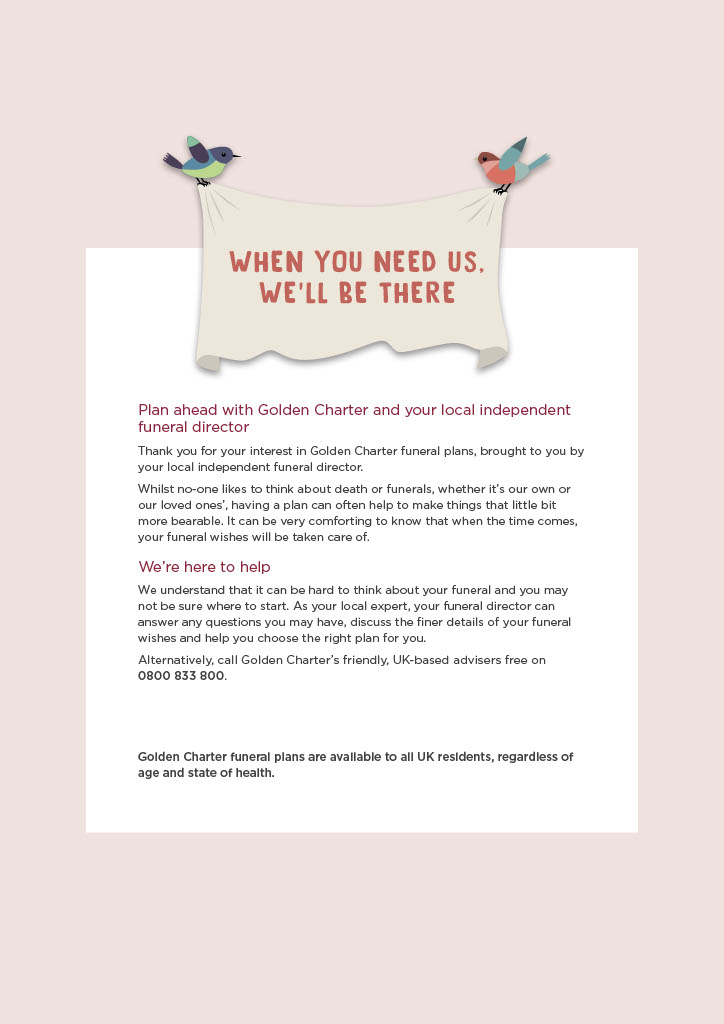 WHEN YOU NEED US,
WE'LL BE THERE
Plan ahead with Golden Charter and your local independent
funeral director
Thank you for your interest in Golden Charter funeral plans, brought to you by
your local independent funeral director.
Whilst no-one likes to think about death or funerals, whether it's our own or
our loved ones', having a plan can often help to make things that little bit
more bearable. It can be very comforting to know that when the time comes,
your funeral wishes will be taken care of.
We're here to help
We understand that it can be hard to think about your funeral and you may
not be sure where to start. As your local expert, your funeral director can
answer any questions you may have, discuss the finer details of your funeral
wishes and help you choose the right plan for you.
Alternatively, call Golden Charter's friendly, UK-based advisers free on
0800 833 800.
Golden Charter funeral plans are available to all UK residents, regardless of
age and state of health.